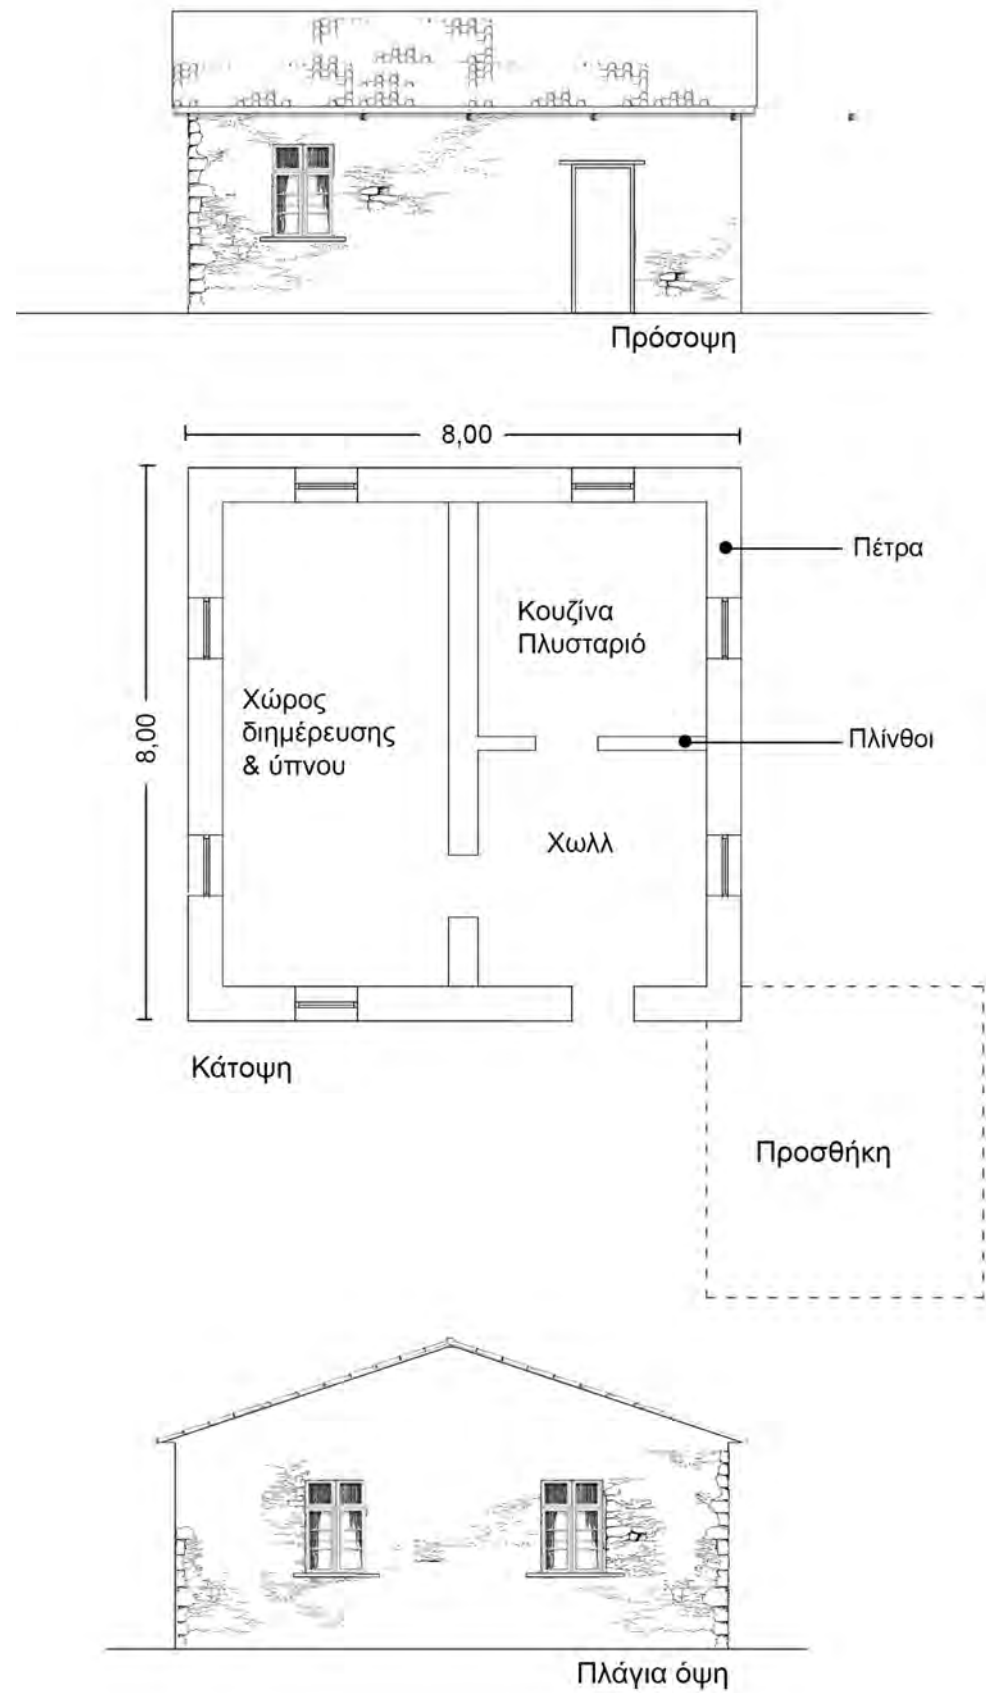 Πρόσοψη
8,00
Πέτρα
Κουζίνα
Πλυσταριό
8,00
Χώρος
διημέρευσης
& ύπνου
Πλίνθοι
Χωλλ
Κάτοψη
Προσθήκη
Πλάγια όψη